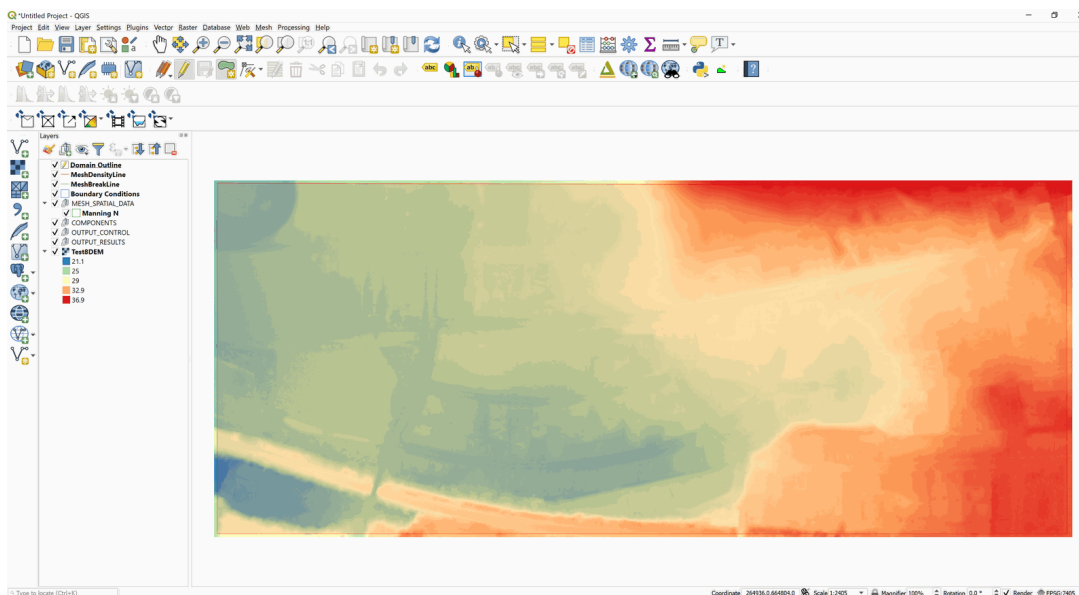 *Untitled Project - QGIS
Project Edit View Layer Settings Plugins Vector Raster Database Web Mesh Processing Help
Layers
Domain Outline
MeshDensityLine
MeshBreakLine
Boundary Conditions
MESH_SPATIAL_DATA
Manning N
COMPONENTS
OUTPUT_CONTROL
OUTPUT_RESULTS
Test8DEM
21.1
25
29
32.9
36.9
Type to locate (Ctrl+K)
Coordinate 264936.0,664804.0 Scale 1:2405 Magnifier 100% Rotation 0.0 ° Render EPSG:7405